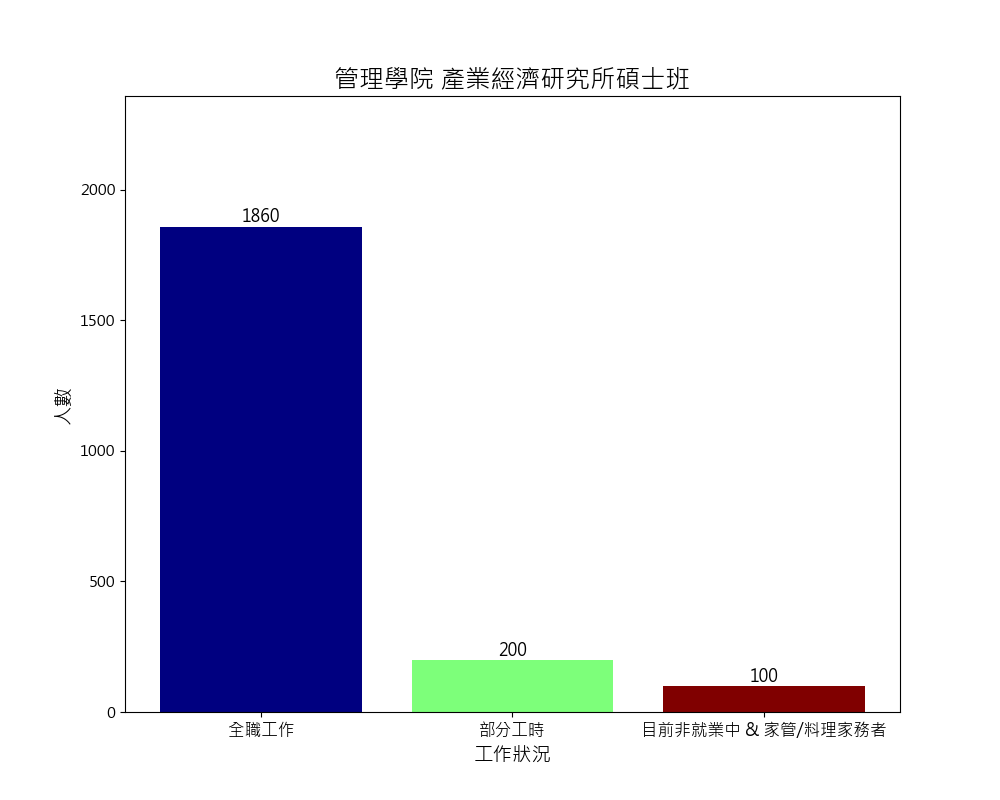 管理學院 產業經濟研究所碩士班
人數
2000
1500
1000
500
0
1860
200
100
全職工作
部分工時
目前非就業中 & 家管/料理家務者
工作狀況